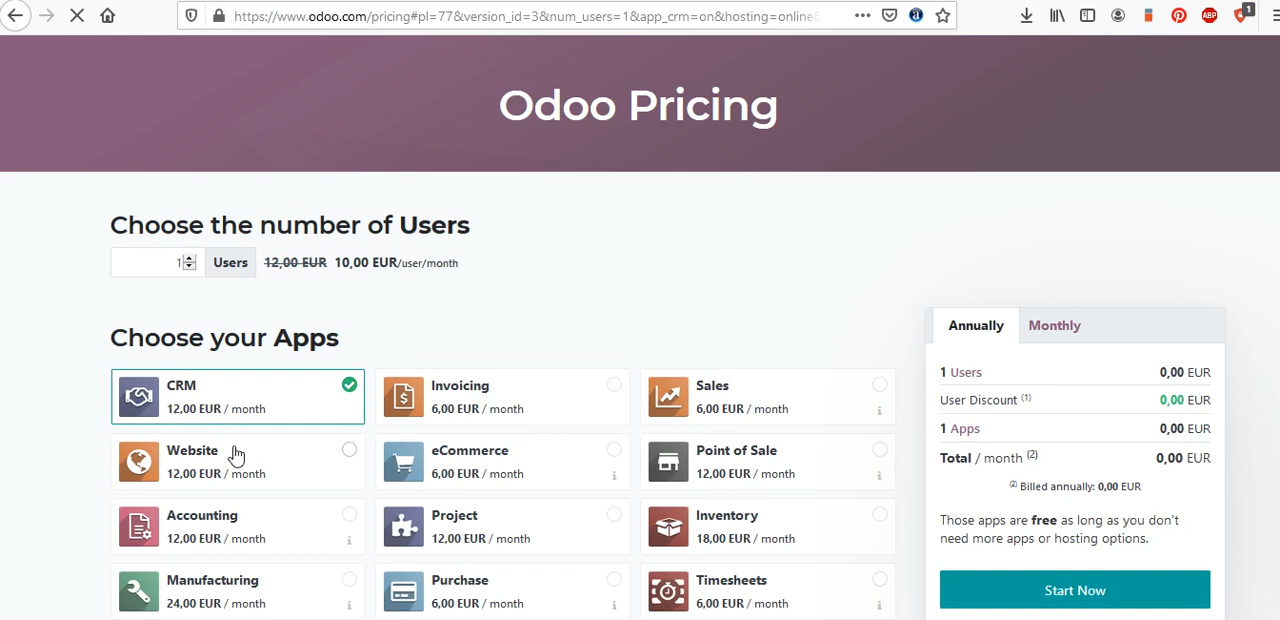 https://www.odoo.com/pricing#pl=77&version_id=3&num_users=1&app_crm=on&hosting=online
ABP
1
Odoo Pricing
Choose the number of Users
1 Users 12,00 EUR 10,00 EUR/user/month
Choose your Apps
CRM
12,00 EUR / month
Invoicing
6,00 EUR / month
Sales
6,00 EUR / month
Website
12,00 EUR / month
eCommerce
6,00 EUR / month
Point of Sale
12,00 EUR / month
Accounting
12,00 EUR / month
Project
12,00 EUR / month
Inventory
18,00 EUR / month
Manufacturing
24,00 EUR / month
Purchase
6,00 EUR / month
Timesheets
6,00 EUR / month
Annually Monthly
1 Users 0,00 EUR
User Discount (1) 0,00 EUR
1 Apps 0,00 EUR
Total / month (2) 0,00 EUR
(2) Billed annually: 0,00 EUR
Those apps are free as long as you don't
need more apps or hosting options.
Start Now